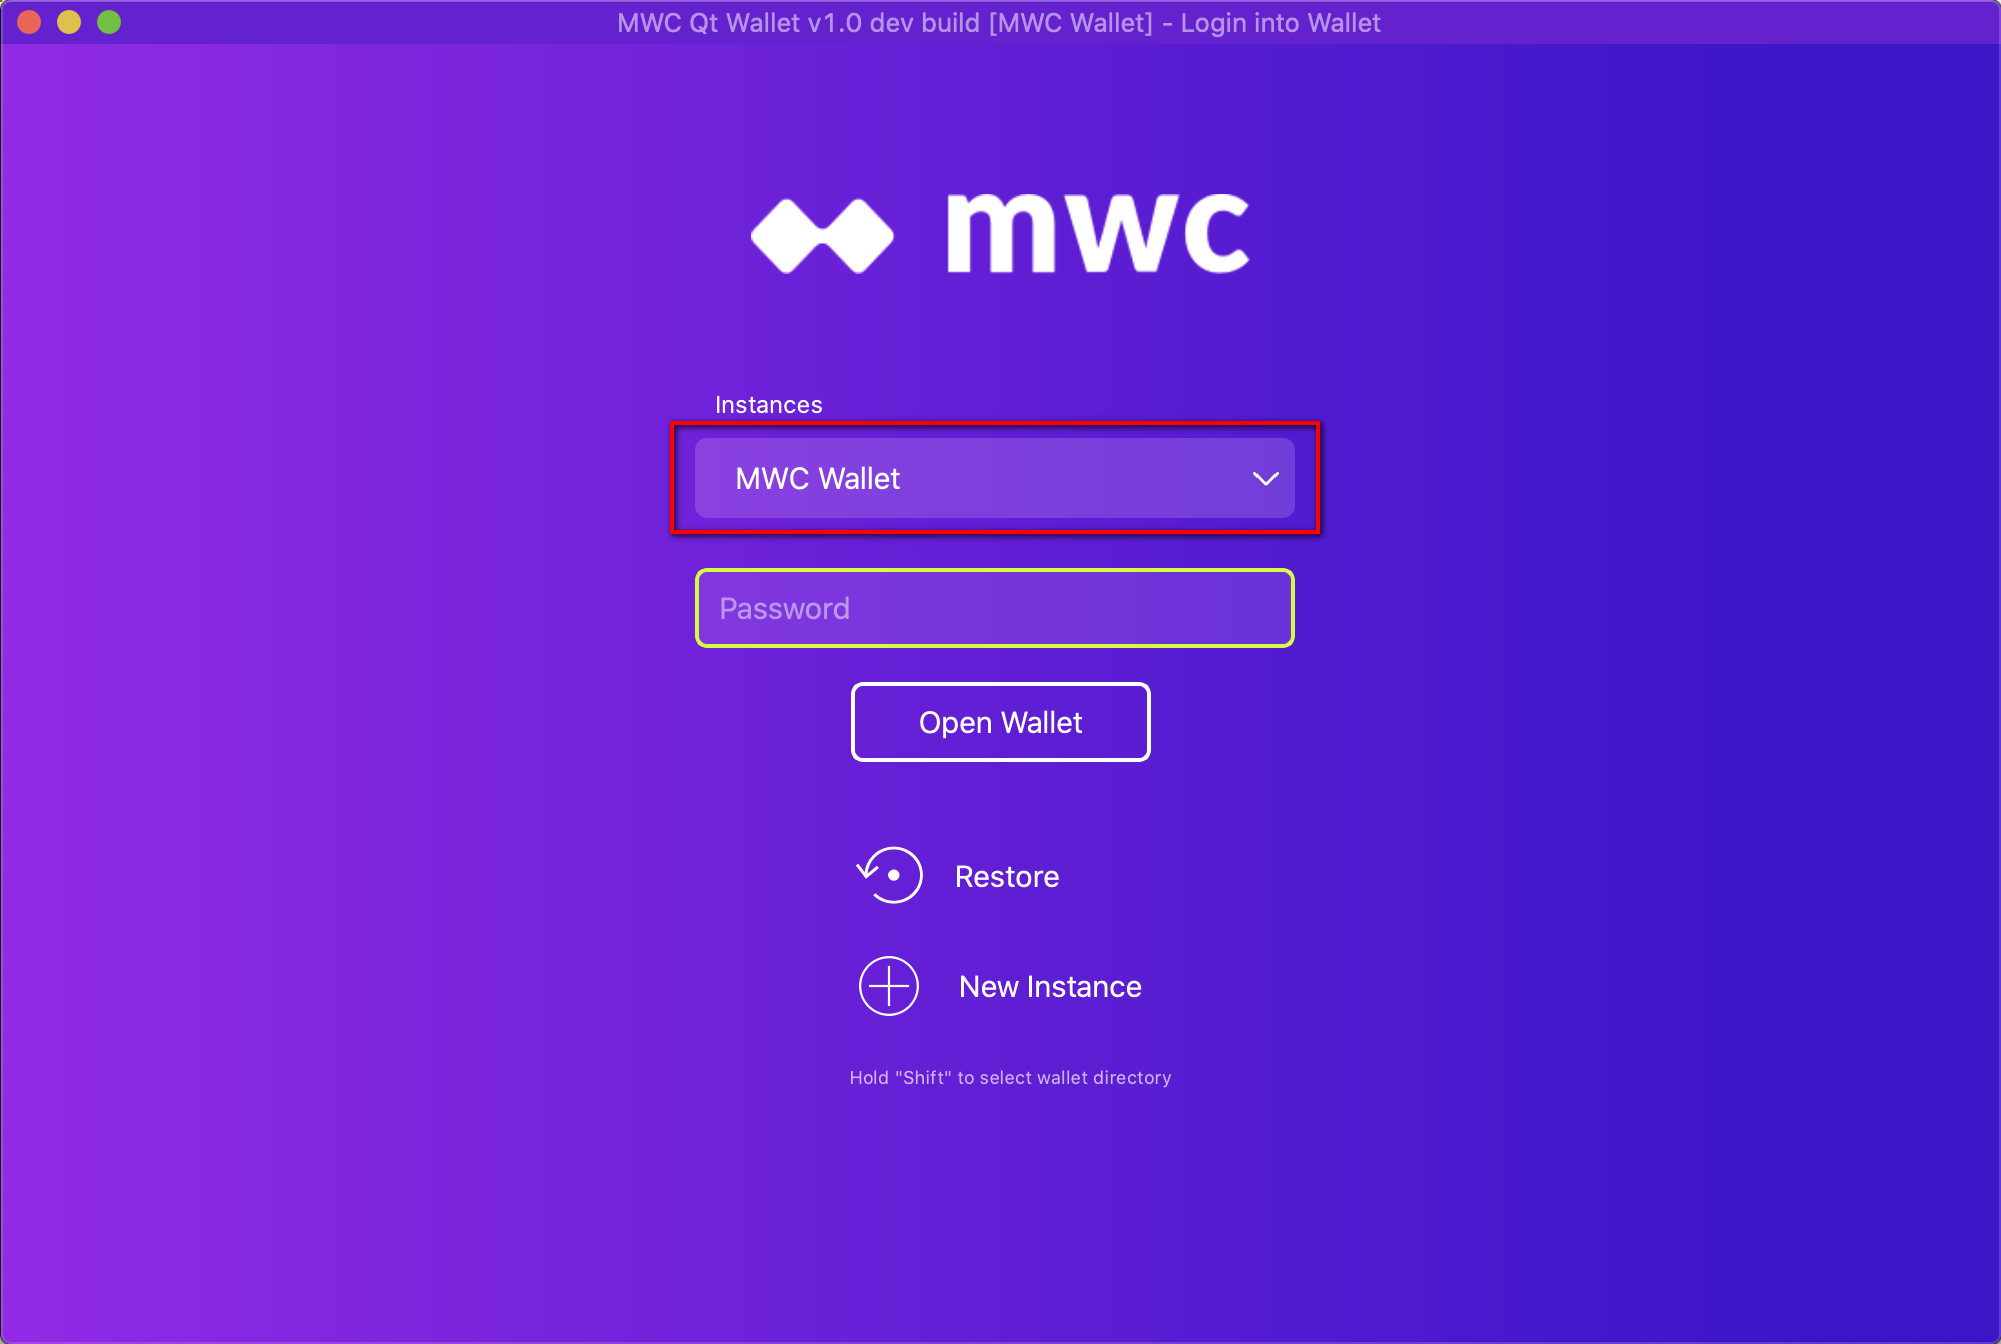 MWC Qt Wallet v1.0 dev build [MWC Wallet] - Login into Wallet
mwc
Instances
MWC Wallet
Password
Open Wallet
Restore
New Instance
Hold "Shift" to select wallet directory